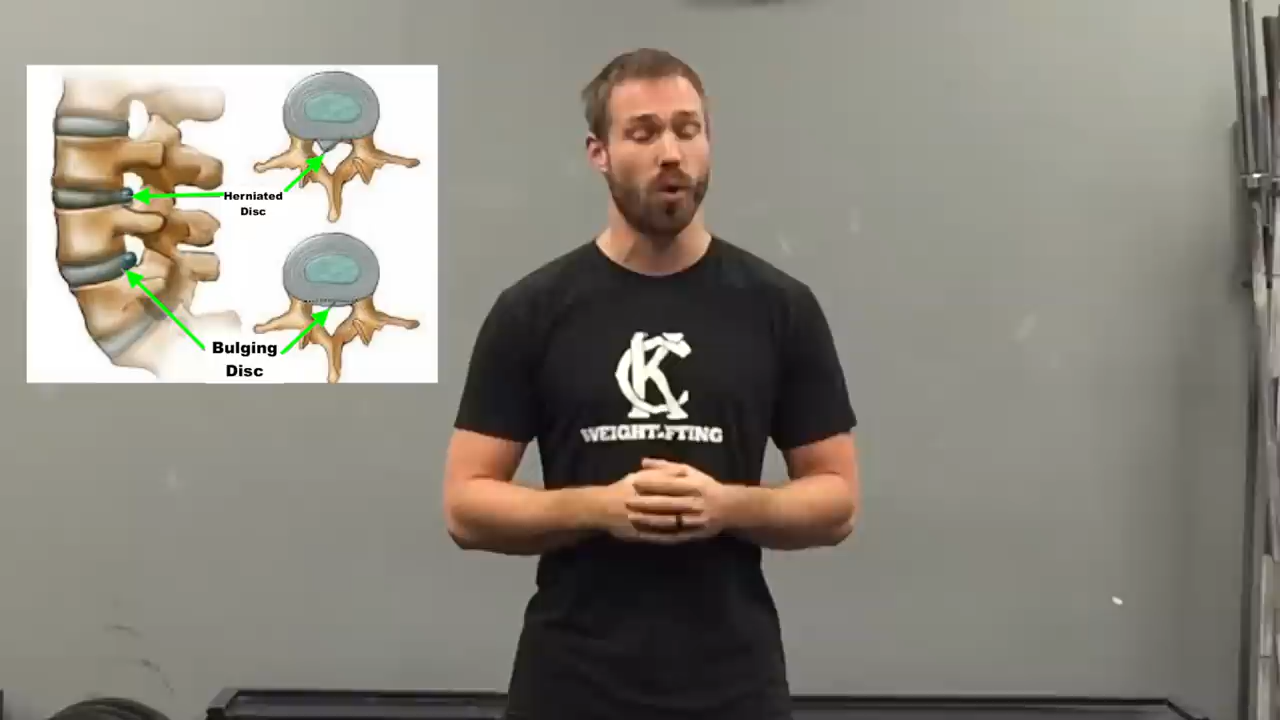 Herniated
Disc
Bulging
Disc
KC
WEIGHTLIFTING